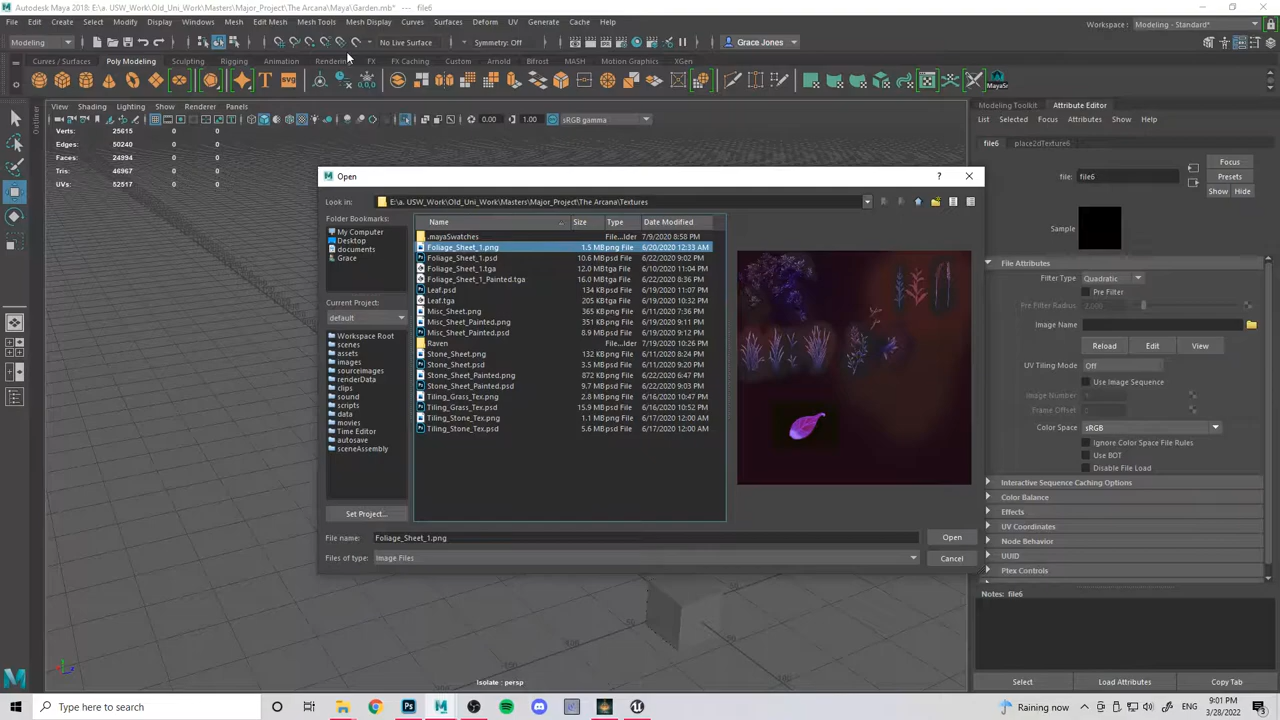 Autodesk Maya 2018: E:\a. USW_Work\Old_Uni_Work\Masters\Major_Project\The Arcana\Maya\Garden.mb* --- file6
File Edit Create Select Modify Display Windows Mesh Edit Mesh Mesh Tools Mesh Display Curves Surfaces Deform UV Generate Cache Help
Workspace : Modeling - Standard*
Modeling No Live Surface Symmetry: Off Grace Jones
Curves / Surfaces Poly Modeling Sculpting Rigging Animation Rendering FX FX Caching Custom Arnold Bifrost MASH Motion Graphics XGen
View Shading Lighting Show Renderer Panels
0.00 1.00 sRGB gamma
Verts: 25615 0 0
Edges: 50240 0 0
Faces: 24994 0 0
Tris: 46967 0 0
UVs: 52517 0 0
Open
Look in: E:\a. USW_Work\Old_Uni_Work\Masters\Major_Project\The Arcana\Textures
Folder Bookmarks:
My Computer
Desktop
documents
Grace
Current Project:
default
Workspace Root
scenes
assets
images
sourceimages
renderData
clips
sound
scripts
data
movies
Time Editor
autosave
sceneAssembly
Set Project...
Name Size Type Date Modified
.mayaSwatches File...lder 7/9/2020 8:58 PM
Foliage_Sheet_1.png 1.5 MB png File 6/20/2020 12:33 AM
Foliage_Sheet_1.psd 10.6 MB psd File 6/22/2020 9:02 PM
Foliage_Sheet_1.tga 12.0 MB tga File 6/10/2020 11:04 PM
Foliage_Sheet_1_Painted.tga 16.0 MB tga File 6/22/2020 8:36 PM
Leaf.psd 134 KB psd File 6/19/2020 11:07 PM
Leaf.tga 205 KB tga File 6/19/2020 10:32 PM
Misc_Sheet.png 365 KB png File 6/11/2020 7:36 PM
Misc_Sheet_Painted.png 351 KB png File 6/19/2020 9:11 PM
Misc_Sheet_Painted.psd 8.9 MB psd File 6/19/2020 9:11 PM
Raven File...lder 7/19/2020 10:26 PM
Stone_Sheet.png 132 KB png File 6/11/2020 8:24 PM
Stone_Sheet.psd 3.5 MB psd File 6/11/2020 9:20 PM
Stone_Sheet_Painted.png 872 KB png File 6/22/2020 6:47 PM
Stone_Sheet_Painted.psd 9.7 MB psd File 6/22/2020 9:03 PM
Tiling_Grass_Tex.png 2.8 MB png File 6/16/2020 10:47 PM
Tiling_Grass_Tex.psd 15.9 MB psd File 6/16/2020 10:52 PM
Tiling_Stone_Tex.png 1.1 MB png File 6/17/2020 12:00 AM
Tiling_Stone_Tex.psd 5.6 MB psd File 6/17/2020 12:00 AM
File name: Foliage_Sheet_1.png Open
Files of type: Image Files Cancel
Isolate : persp
Modeling Toolkit Attribute Editor
List Selected Focus Attributes Show Help
file6 place2dTexture6
Focus
file: file6 Presets
Show Hide
Sample
File Attributes
Filter Type Quadratic
Pre Filter
Pre Filter Radius: 2.000
Image Name
Reload Edit View
UV Tiling Mode Off
Use Image Sequence
Image Number 1
Frame Offset 0
Color Space sRGB
Ignore Color Space File Rules
Use BOT
Disable File Load
Interactive Sequence Caching Options
Color Balance
Effects
UV Coordinates
Node Behavior
UUID
Ptex Controls
Notes: file6
Select Load Attributes Copy Tab
Type here to search
Raining now
9:01 PM
3/28/2022